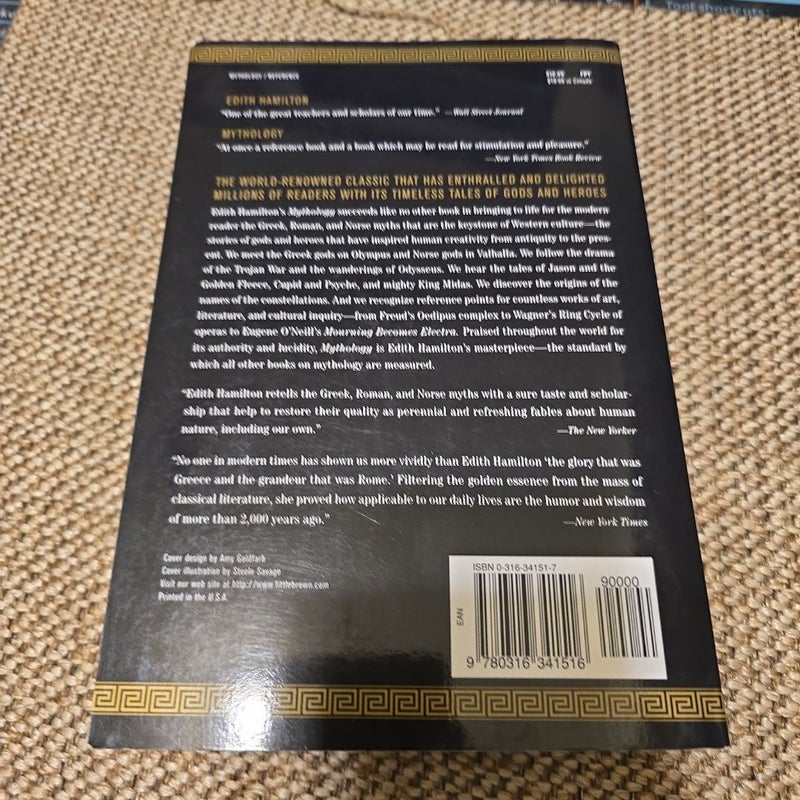 Tool shortcuts:
MYTHOLOGY / REFERENCE
FPT
in Canada
EDITH HAMILTON
"One of the great teachers and scholars of our time." —Wall Street Journal
MYTHOLOGY
"At once a reference book and a book which may be read for stimulation and pleasure."
—New York Times Book Review
THE WORLD-RENOWNED CLASSIC THAT HAS ENTHRALLED AND DELIGHTED
MILLIONS OF READERS WITH ITS TIMELESS TALES OF GODS AND HEROES
Edith Hamilton's Mythology succeeds like no other book in bringing to life for the modern
reader the Greek, Roman, and Norse myths that are the keystone of Western culture—the
stories of gods and heroes that have inspired human creativity from antiquity to the pres-
ent. We meet the Greek gods on Olympus and Norse gods in Valhalla. We follow the drama
of the Trojan War and the wanderings of Odysseus. We hear the tales of Jason and the
Golden Fleece, Cupid and Psyche, and mighty King Midas. We discover the origins of the
names of the constellations. And we recognize reference points for countless works of art,
literature, and cultural inquiry—from Freud's Oedipus complex to Wagner's Ring Cycle of
operas to Eugene O'Neill's Mourning Becomes Electra. Praised throughout the world for
its authority and lucidity, Mythology is Edith Hamilton's masterpiece—the standard by
which all other books on mythology are measured.
"Edith Hamilton retells the Greek, Roman, and Norse myths with a sure taste and scholar-
ship that help to restore their quality as perennial and refreshing fables about human
nature, including our own." —The New Yorker
"No one in modern times has shown us more vividly than Edith Hamilton 'the glory that was
Greece and the grandeur that was Rome.' Filtering the golden essence from the mass of
classical literature, she proved how applicable to our daily lives are the humor and wisdom
of more than 2,000 years ago." —New York Times
Cover design by Amy Goldfarb
Cover illustration by Steele Savage
Visit our web site at http://www.littlebrown.com
Printed in the U.S.A.
ISBN 0-316-34151-7
90000
EAN
9 780316 341516